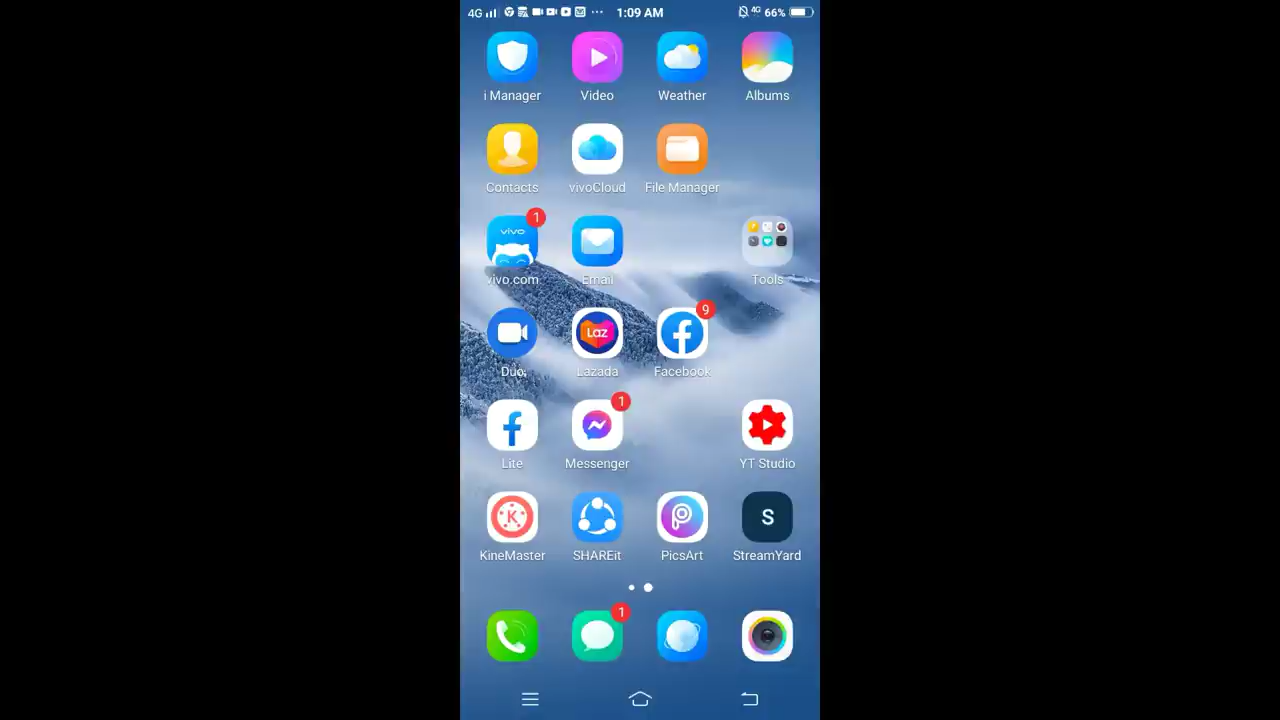 4G 1:09 AM 4G 66%
i Manager Video Weather Albums
Contacts vivoCloud File Manager
vivo 1
vivo.com Email Tools
Laz 9
Duo Lazada Facebook
1
Lite Messenger YT Studio
K S
KineMaster SHAREit PicsArt StreamYard
1